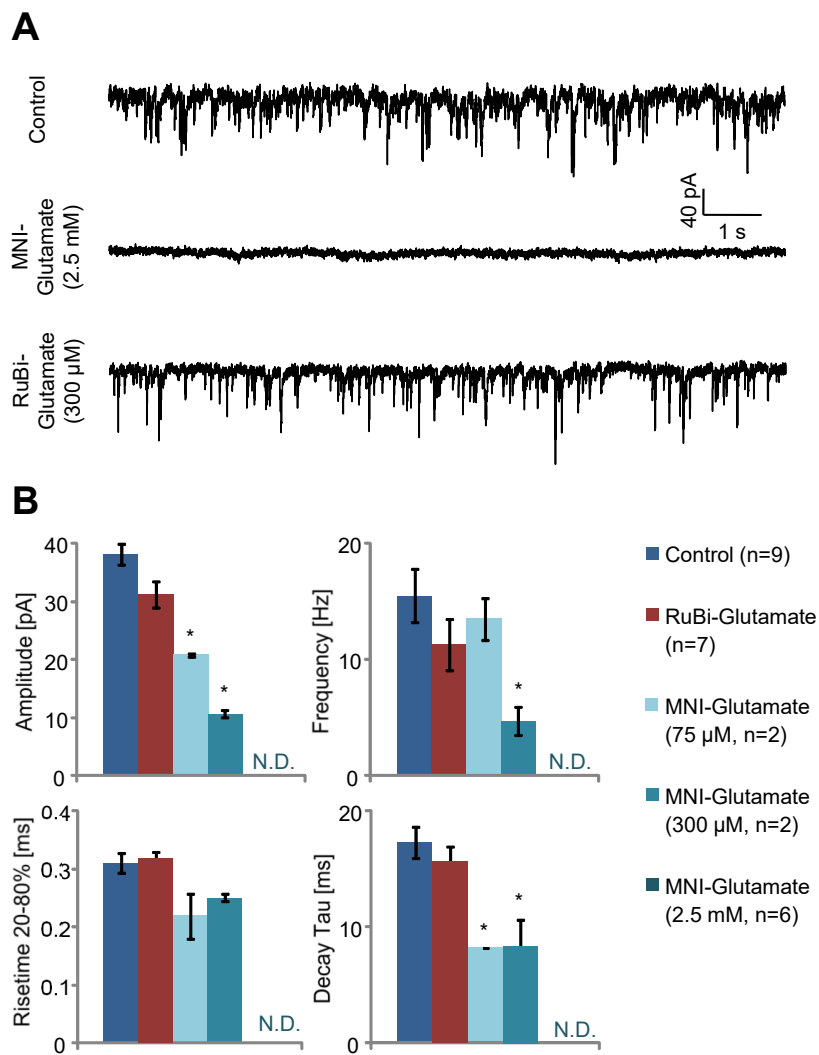 A
Control
MNI-
Glutamate
(2.5 mM)
40 pA
1 s
RuBi-
Glutamate
(300 µM)
B
Amplitude [pA]
40
30
20
10
0
*
*
N.D.
Frequency [Hz]
20
10
0
*
N.D.
Control (n=9)
RuBi-Glutamate
(n=7)
MNI-Glutamate
(75 µM, n=2)
MNI-Glutamate
(300 µM, n=2)
MNI-Glutamate
(2.5 mM, n=6)
Risetime 20-80% [ms]
0.4
0.3
0.2
0.1
0
N.D.
Decay Tau [ms]
20
10
0
*
*
N.D.